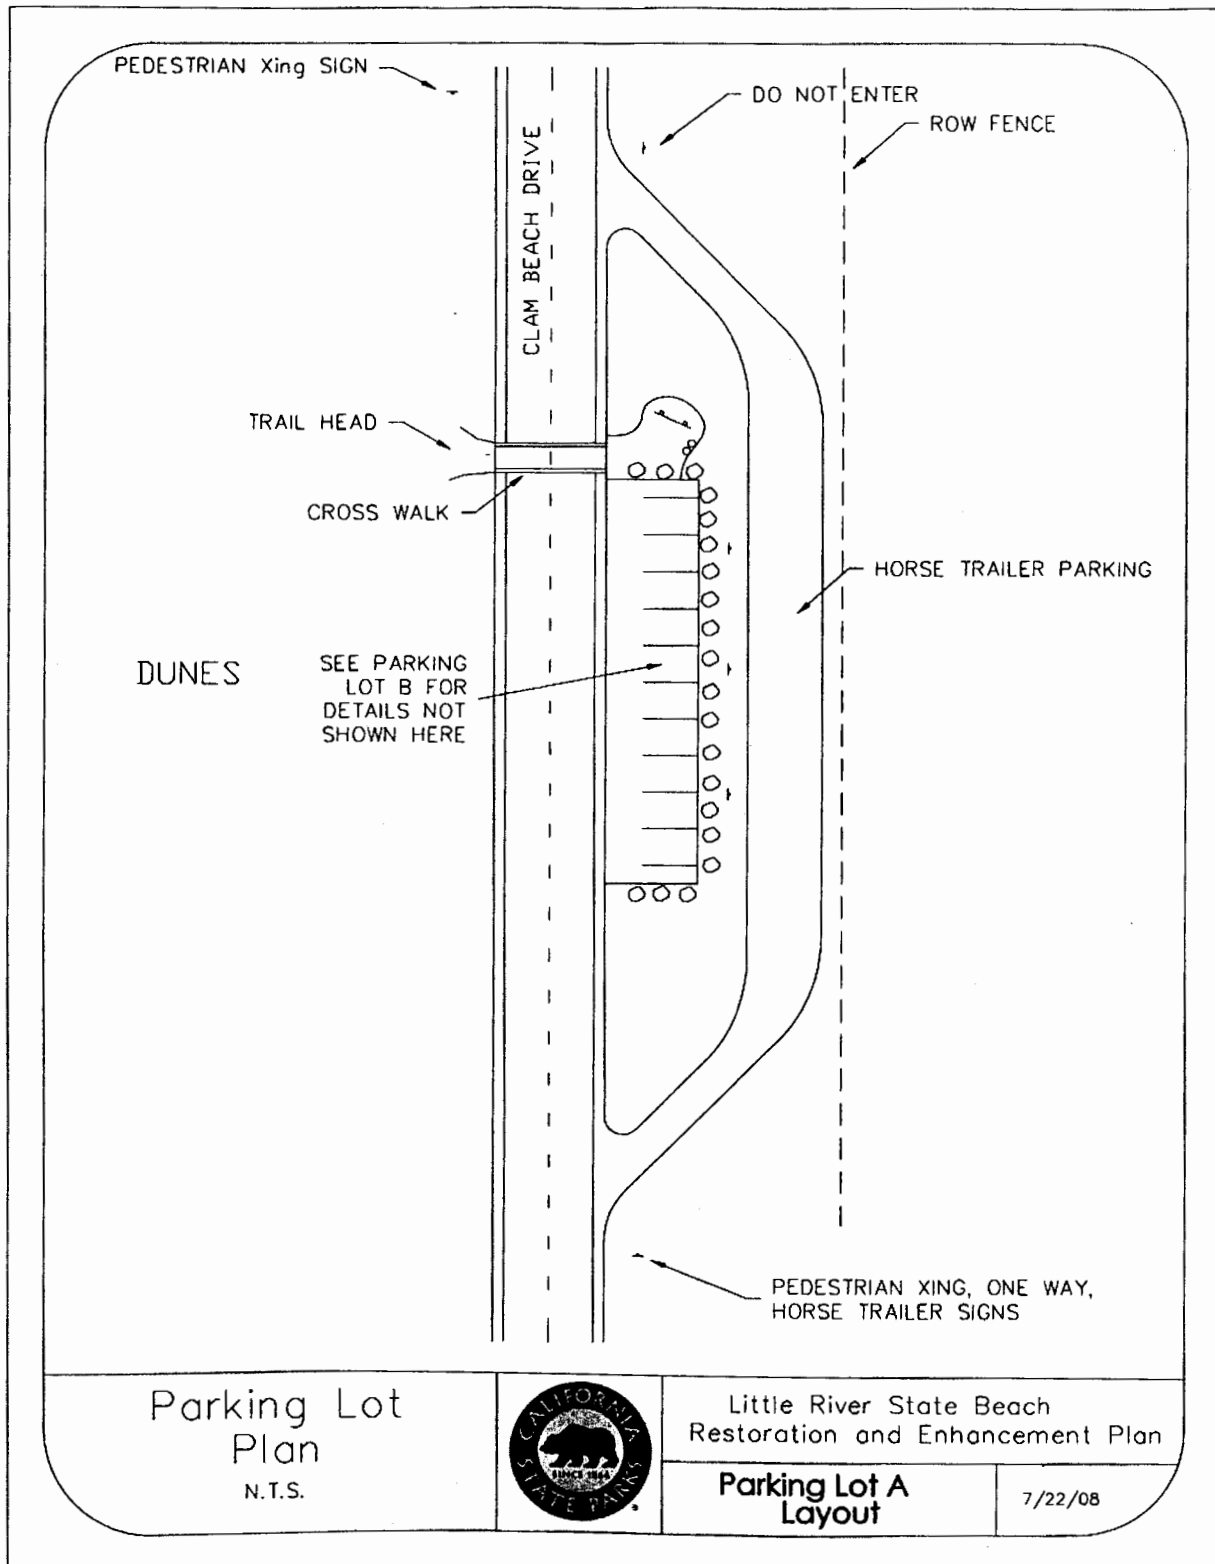 PEDESTRIAN Xing SIGN
DO NOT ENTER
ROW FENCE
CLAM BEACH DRIVE
TRAIL HEAD
CROSS WALK
HORSE TRAILER PARKING
DUNES
SEE PARKING
LOT B FOR
DETAILS NOT
SHOWN HERE
PEDESTRIAN XING, ONE WAY,
HORSE TRAILER SIGNS
Parking Lot
Plan
N.T.S.
CALIFORNIA
SINCE 1864
STATE PARKS
Little River State Beach
Restoration and Enhancement Plan
Parking Lot A
Layout
7/22/08